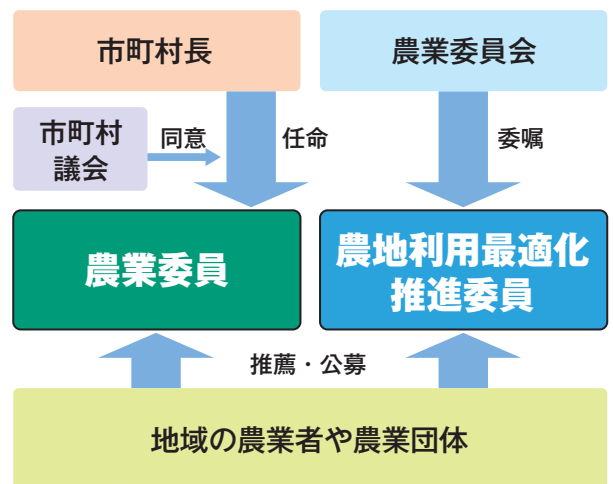 市町村長
農業委員会
市町村
議会
同意
任命
委嘱
農業委員
農地利用最適化
推進委員
推薦・公募
地域の農業者や農業団体